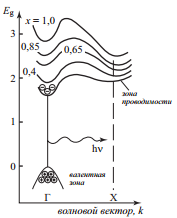 Eg
x = 1,0
3
0,85
0,65
0,4
2
зона
проводимости
1
hν
0
валентная
зона
Γ
X
волновой вектор, k